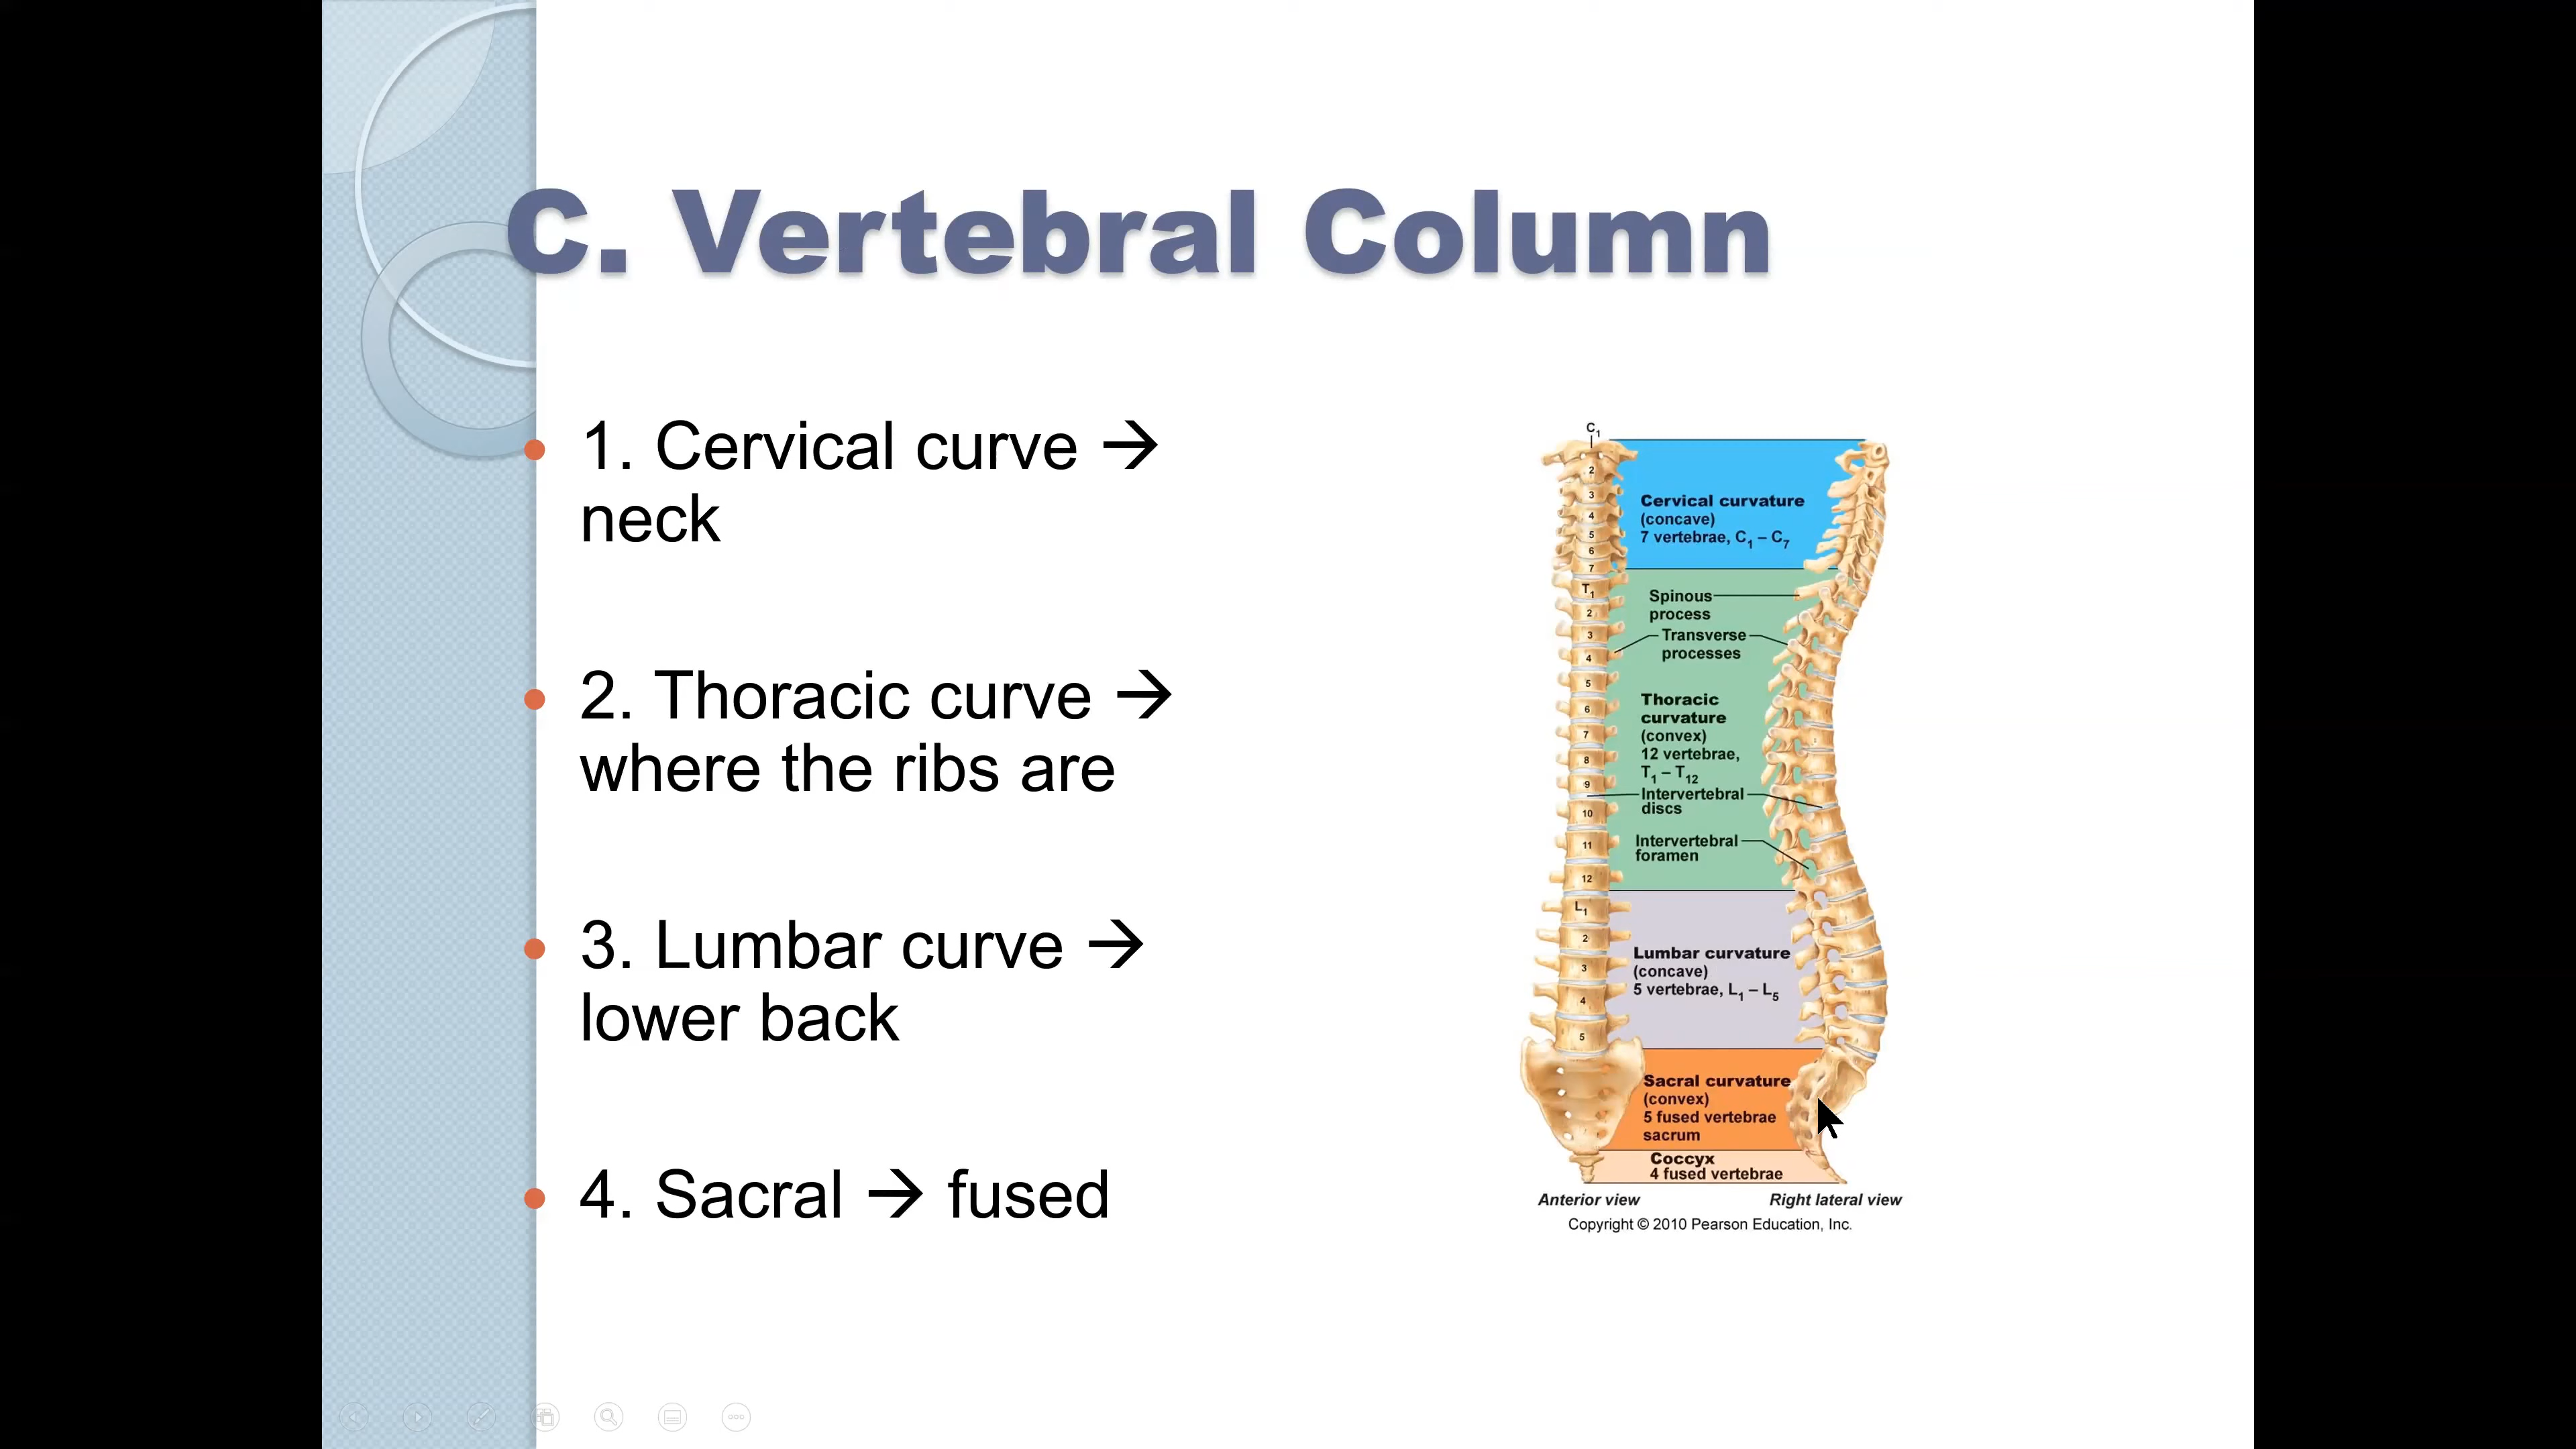 C. Vertebral Column
1. Cervical curve →
neck
2. Thoracic curve →
where the ribs are
3. Lumbar curve →
lower back
4. Sacral → fused
C1
2
3
4
5
6
7
T1
2
3
4
5
6
7
8
9
10
11
12
L1
2
3
4
5
Cervical curvature
(concave)
7 vertebrae, C1 – C7
Spinous
process
Transverse
processes
Thoracic
curvature
(convex)
12 vertebrae,
T1 – T12
Intervertebral
discs
Intervertebral
foramen
Lumbar curvature
(concave)
5 vertebrae, L1 – L5
Sacral curvature
(convex)
5 fused vertebrae
sacrum
Coccyx
4 fused vertebrae
Anterior view
Right lateral view
Copyright © 2010 Pearson Education, Inc.